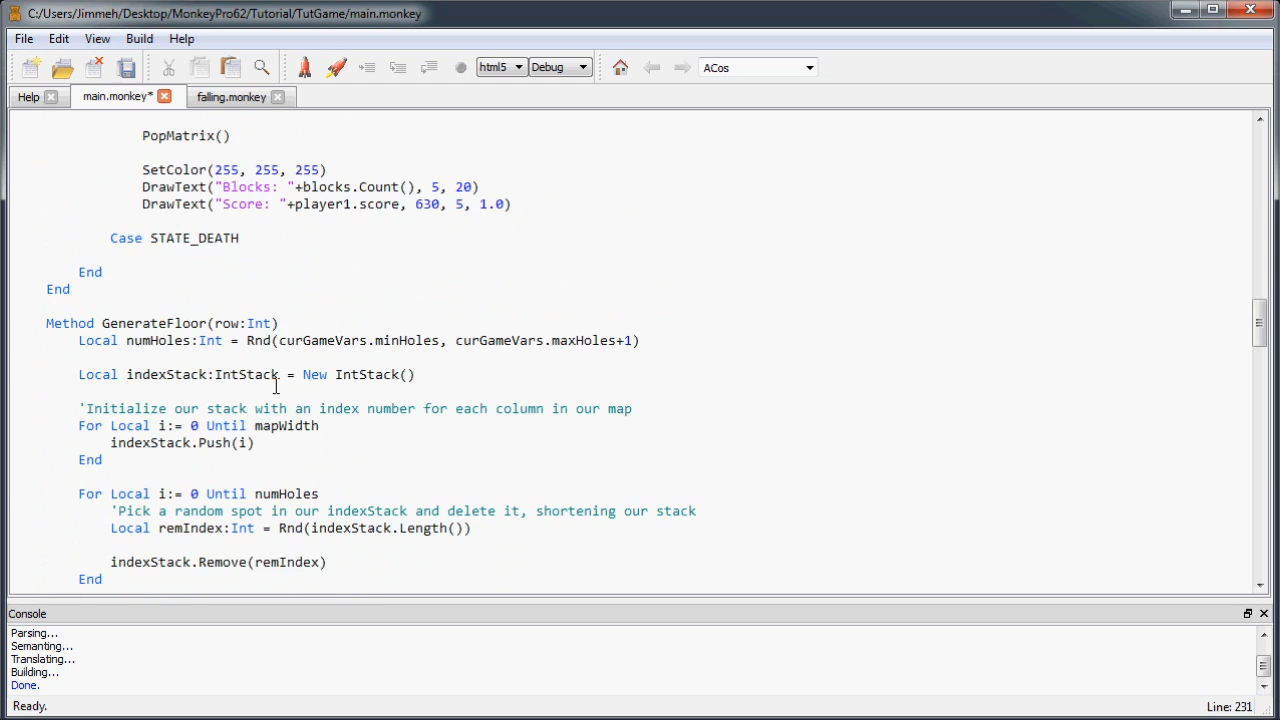 C:/Users/Jimmeh/Desktop/MonkeyPro62/Tutorial/TutGame/main.monkey
File Edit View Build Help
html5 Debug ACos
Help main.monkey* falling.monkey
PopMatrix()
SetColor(255, 255, 255)
DrawText("Blocks: "+blocks.Count(), 5, 20)
DrawText("Score: "+player1.score, 630, 5, 1.0)
Case STATE_DEATH
End
End
Method GenerateFloor(row:Int)
Local numHoles:Int = Rnd(curGameVars.minHoles, curGameVars.maxHoles+1)
Local indexStack:IntStack = New IntStack()
'Initialize our stack with an index number for each column in our map
For Local i:= 0 Until mapWidth
indexStack.Push(i)
End
For Local i:= 0 Until numHoles
'Pick a random spot in our indexStack and delete it, shortening our stack
Local remIndex:Int = Rnd(indexStack.Length())
indexStack.Remove(remIndex)
End
Console
Parsing...
Semanting...
Translating...
Building...
Done.
Ready. Line: 231